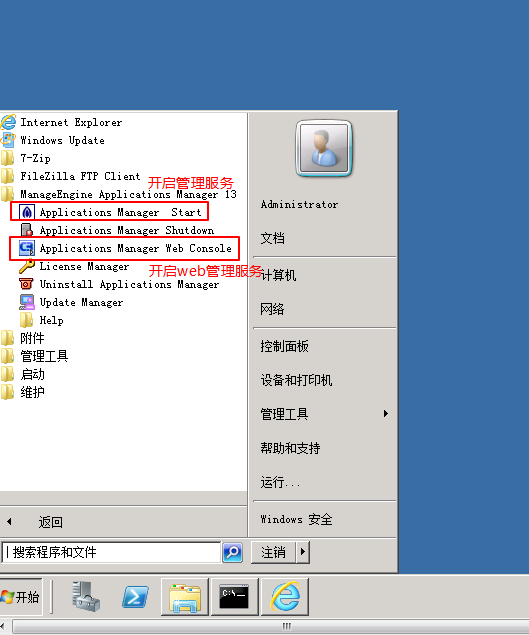 Internet Explorer
Windows Update
7-Zip
FileZilla FTP Client
开启管理服务
ManageEngine Applications Manager 13
Applications Manager Start
Applications Manager Shutdown
Applications Manager Web Console
License Manager
开启web管理服务
Uninstall Applications Manager
Update Manager
Help
附件
管理工具
启动
维护
返回
搜索程序和文件
Administrator
文档
计算机
网络
控制面板
设备和打印机
管理工具
帮助和支持
运行...
Windows 安全
注销
开始
C:\_